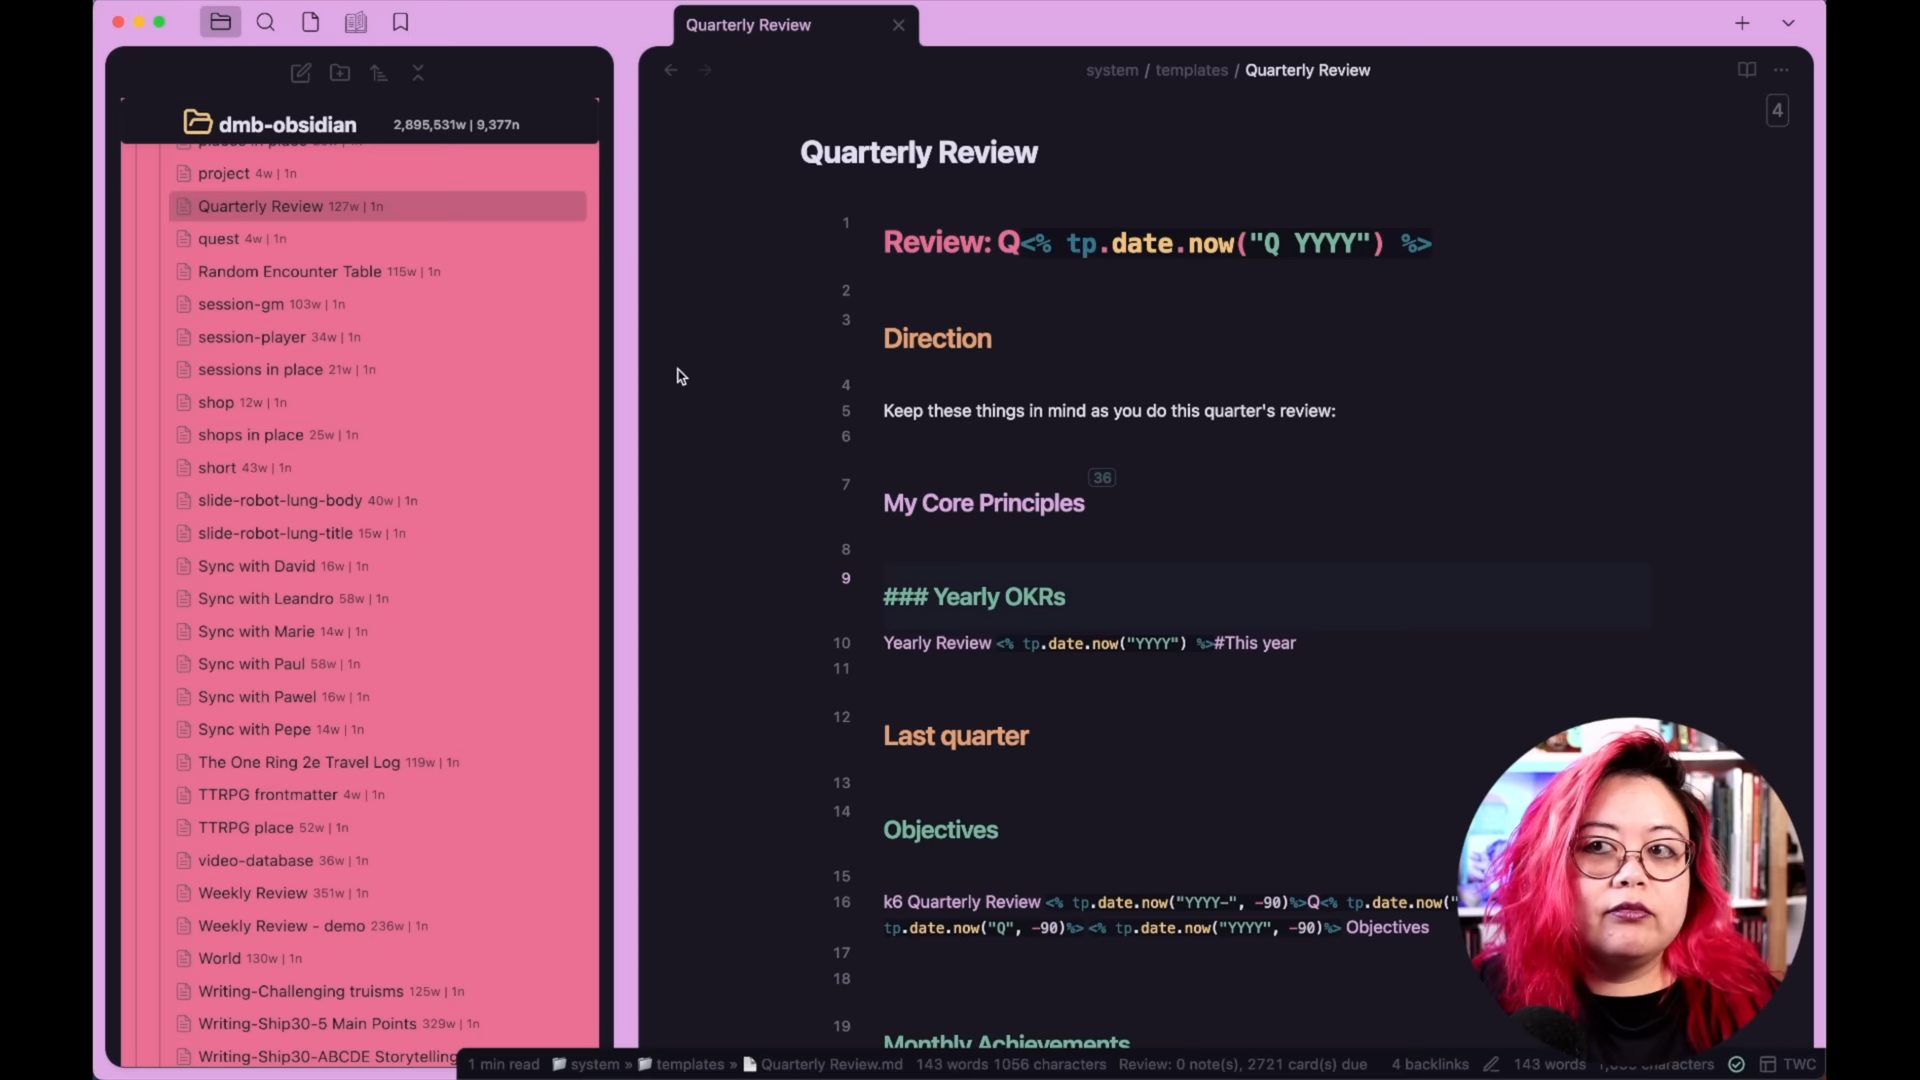 Quarterly Review
system / templates / Quarterly Review
4
dmb-obsidian 2,895,531w | 9,377n
project 4w | 1n
Quarterly Review 127w | 1n
quest 4w | 1n
Random Encounter Table 115w | 1n
session-gm 103w | 1n
session-player 34w | 1n
sessions in place 21w | 1n
shop 12w | 1n
shops in place 25w | 1n
short 43w | 1n
slide-robot-lung-body 40w | 1n
slide-robot-lung-title 15w | 1n
Sync with David 16w | 1n
Sync with Leandro 58w | 1n
Sync with Marie 14w | 1n
Sync with Paul 58w | 1n
Sync with Pawel 16w | 1n
Sync with Pepe 14w | 1n
The One Ring 2e Travel Log 119w | 1n
TTRPG frontmatter 4w | 1n
TTRPG place 52w | 1n
video-database 36w | 1n
Weekly Review 351w | 1n
Weekly Review - demo 236w | 1n
World 130w | 1n
Writing-Challenging truisms 125w | 1n
Writing-Ship30-5 Main Points 329w | 1n
Writing-Ship30-ABCDE Storytelling
Quarterly Review
1 Review: Q<% tp.date.now("Q YYYY") %>
2
3 Direction
4
5 Keep these things in mind as you do this quarter's review:
6
7 My Core Principles 36
8
9 ### Yearly OKRs
10 Yearly Review <% tp.date.now("YYYY") %>#This year
11
12 Last quarter
13
14 Objectives
15
16 k6 Quarterly Review <% tp.date.now("YYYY-", -90)%>Q<% tp.date.now("
tp.date.now("Q", -90)%> <% tp.date.now("YYYY", -90)%> Objectives
17
18
19 Monthly Achievements
1 min read system » templates » Quarterly Review.md 143 words 1056 characters Review: 0 note(s), 2721 card(s) due 4 backlinks 143 words characters TWC